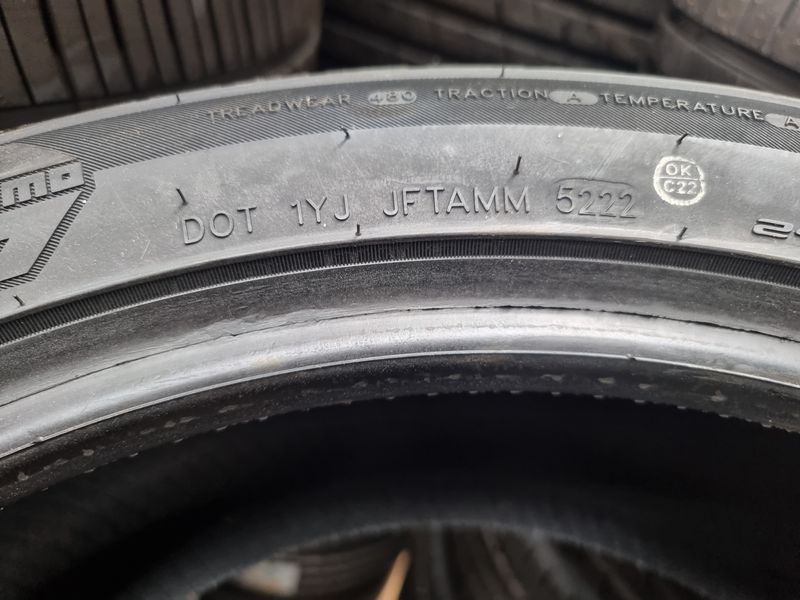 TREADWEAR 480 TRACTION A TEMPERATURE A
DOT 1YJ JFTAMM 5222
OK
C22